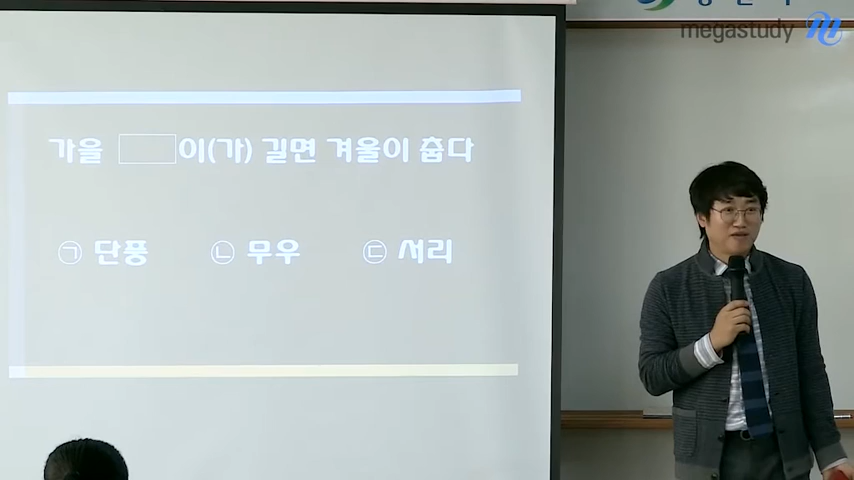 megastudy
가을 이(가) 길면 겨울이 춥다
㉠ 단풍 ㉡ 무우 ㉢ 서리